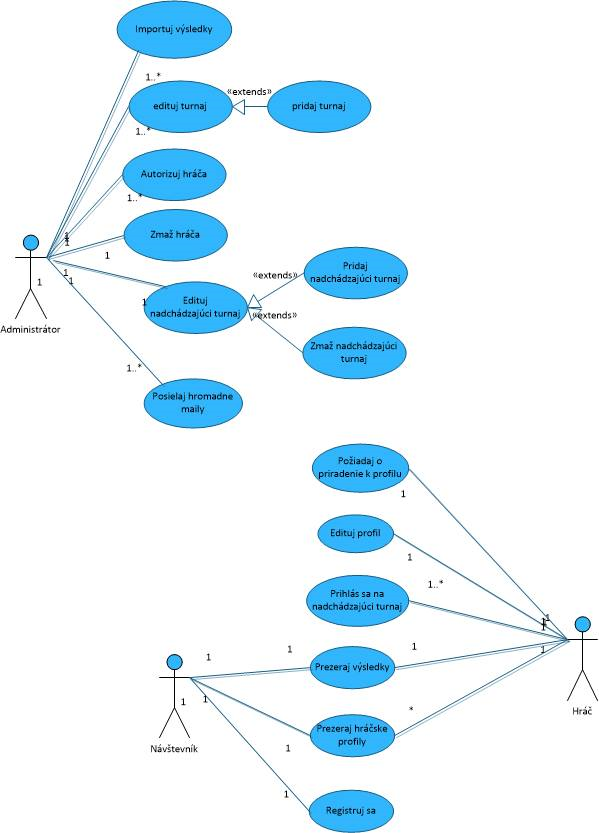 Importuj výsledky
1..*
«extends»
edituj turnaj
pridaj turnaj
1..*
Autorizuj hráča
1..*
Zmaž hráča
1
1
1
Administrátor
1
1
1
Edituj
nadchádzajúci turnaj
«extends»
Pridaj
nadchádzajúci turnaj
«extends»
Zmaž nadchádzajúci
turnaj
1..*
Posielaj hromadne
maily
Požiadaj o
priradenie k profilu
1
Edituj profil
1
1..*
Prihlás sa na
nadchádzajúci turnaj
1
1
1
Hráč
1
1
1
Prezeraj výsledky
1
1
Návštevník
*
Prezeraj hráčske
profily
1
1
Registruj sa